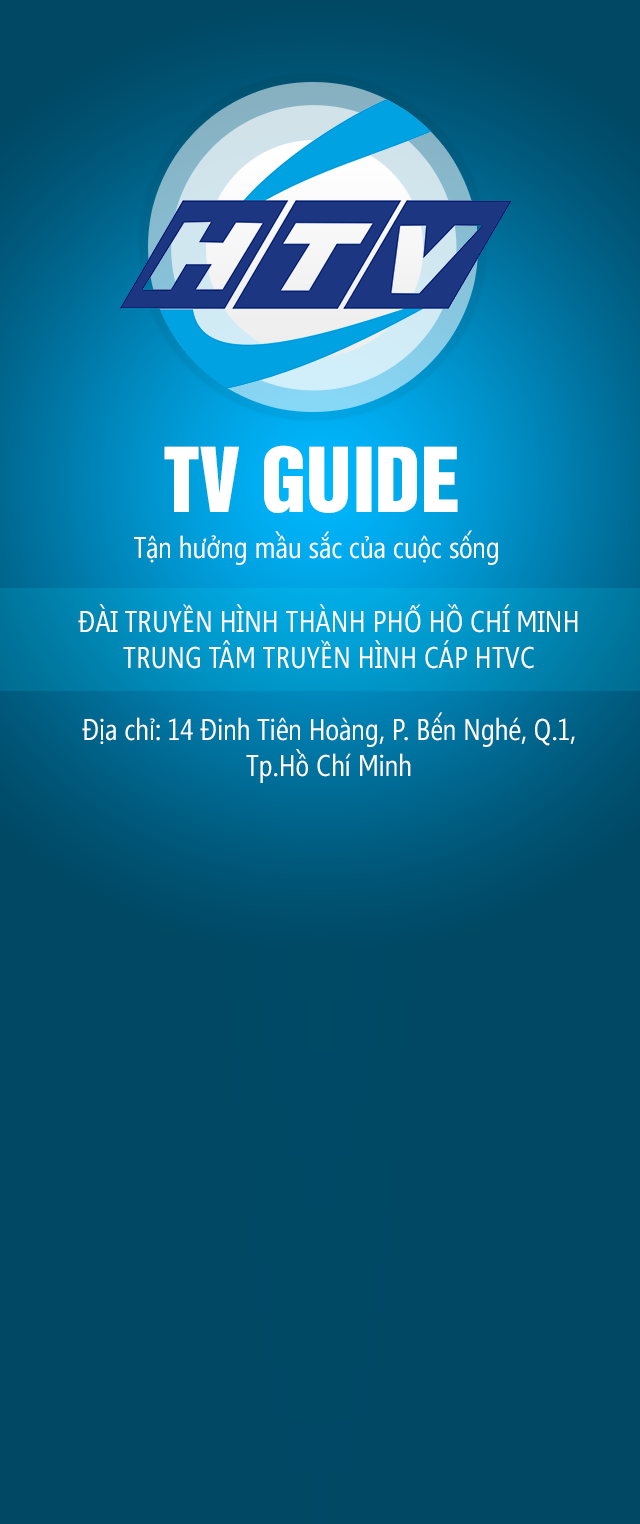 HTV
TV GUIDE
Tận hưởng mầu sắc của cuộc sống
ĐÀI TRUYỀN HÌNH THÀNH PHỐ HỒ CHÍ MINH
TRUNG TÂM TRUYỀN HÌNH CÁP HTVC
Địa chỉ: 14 Đinh Tiên Hoàng, P. Bến Nghé, Q.1,
Tp.Hồ Chí Minh